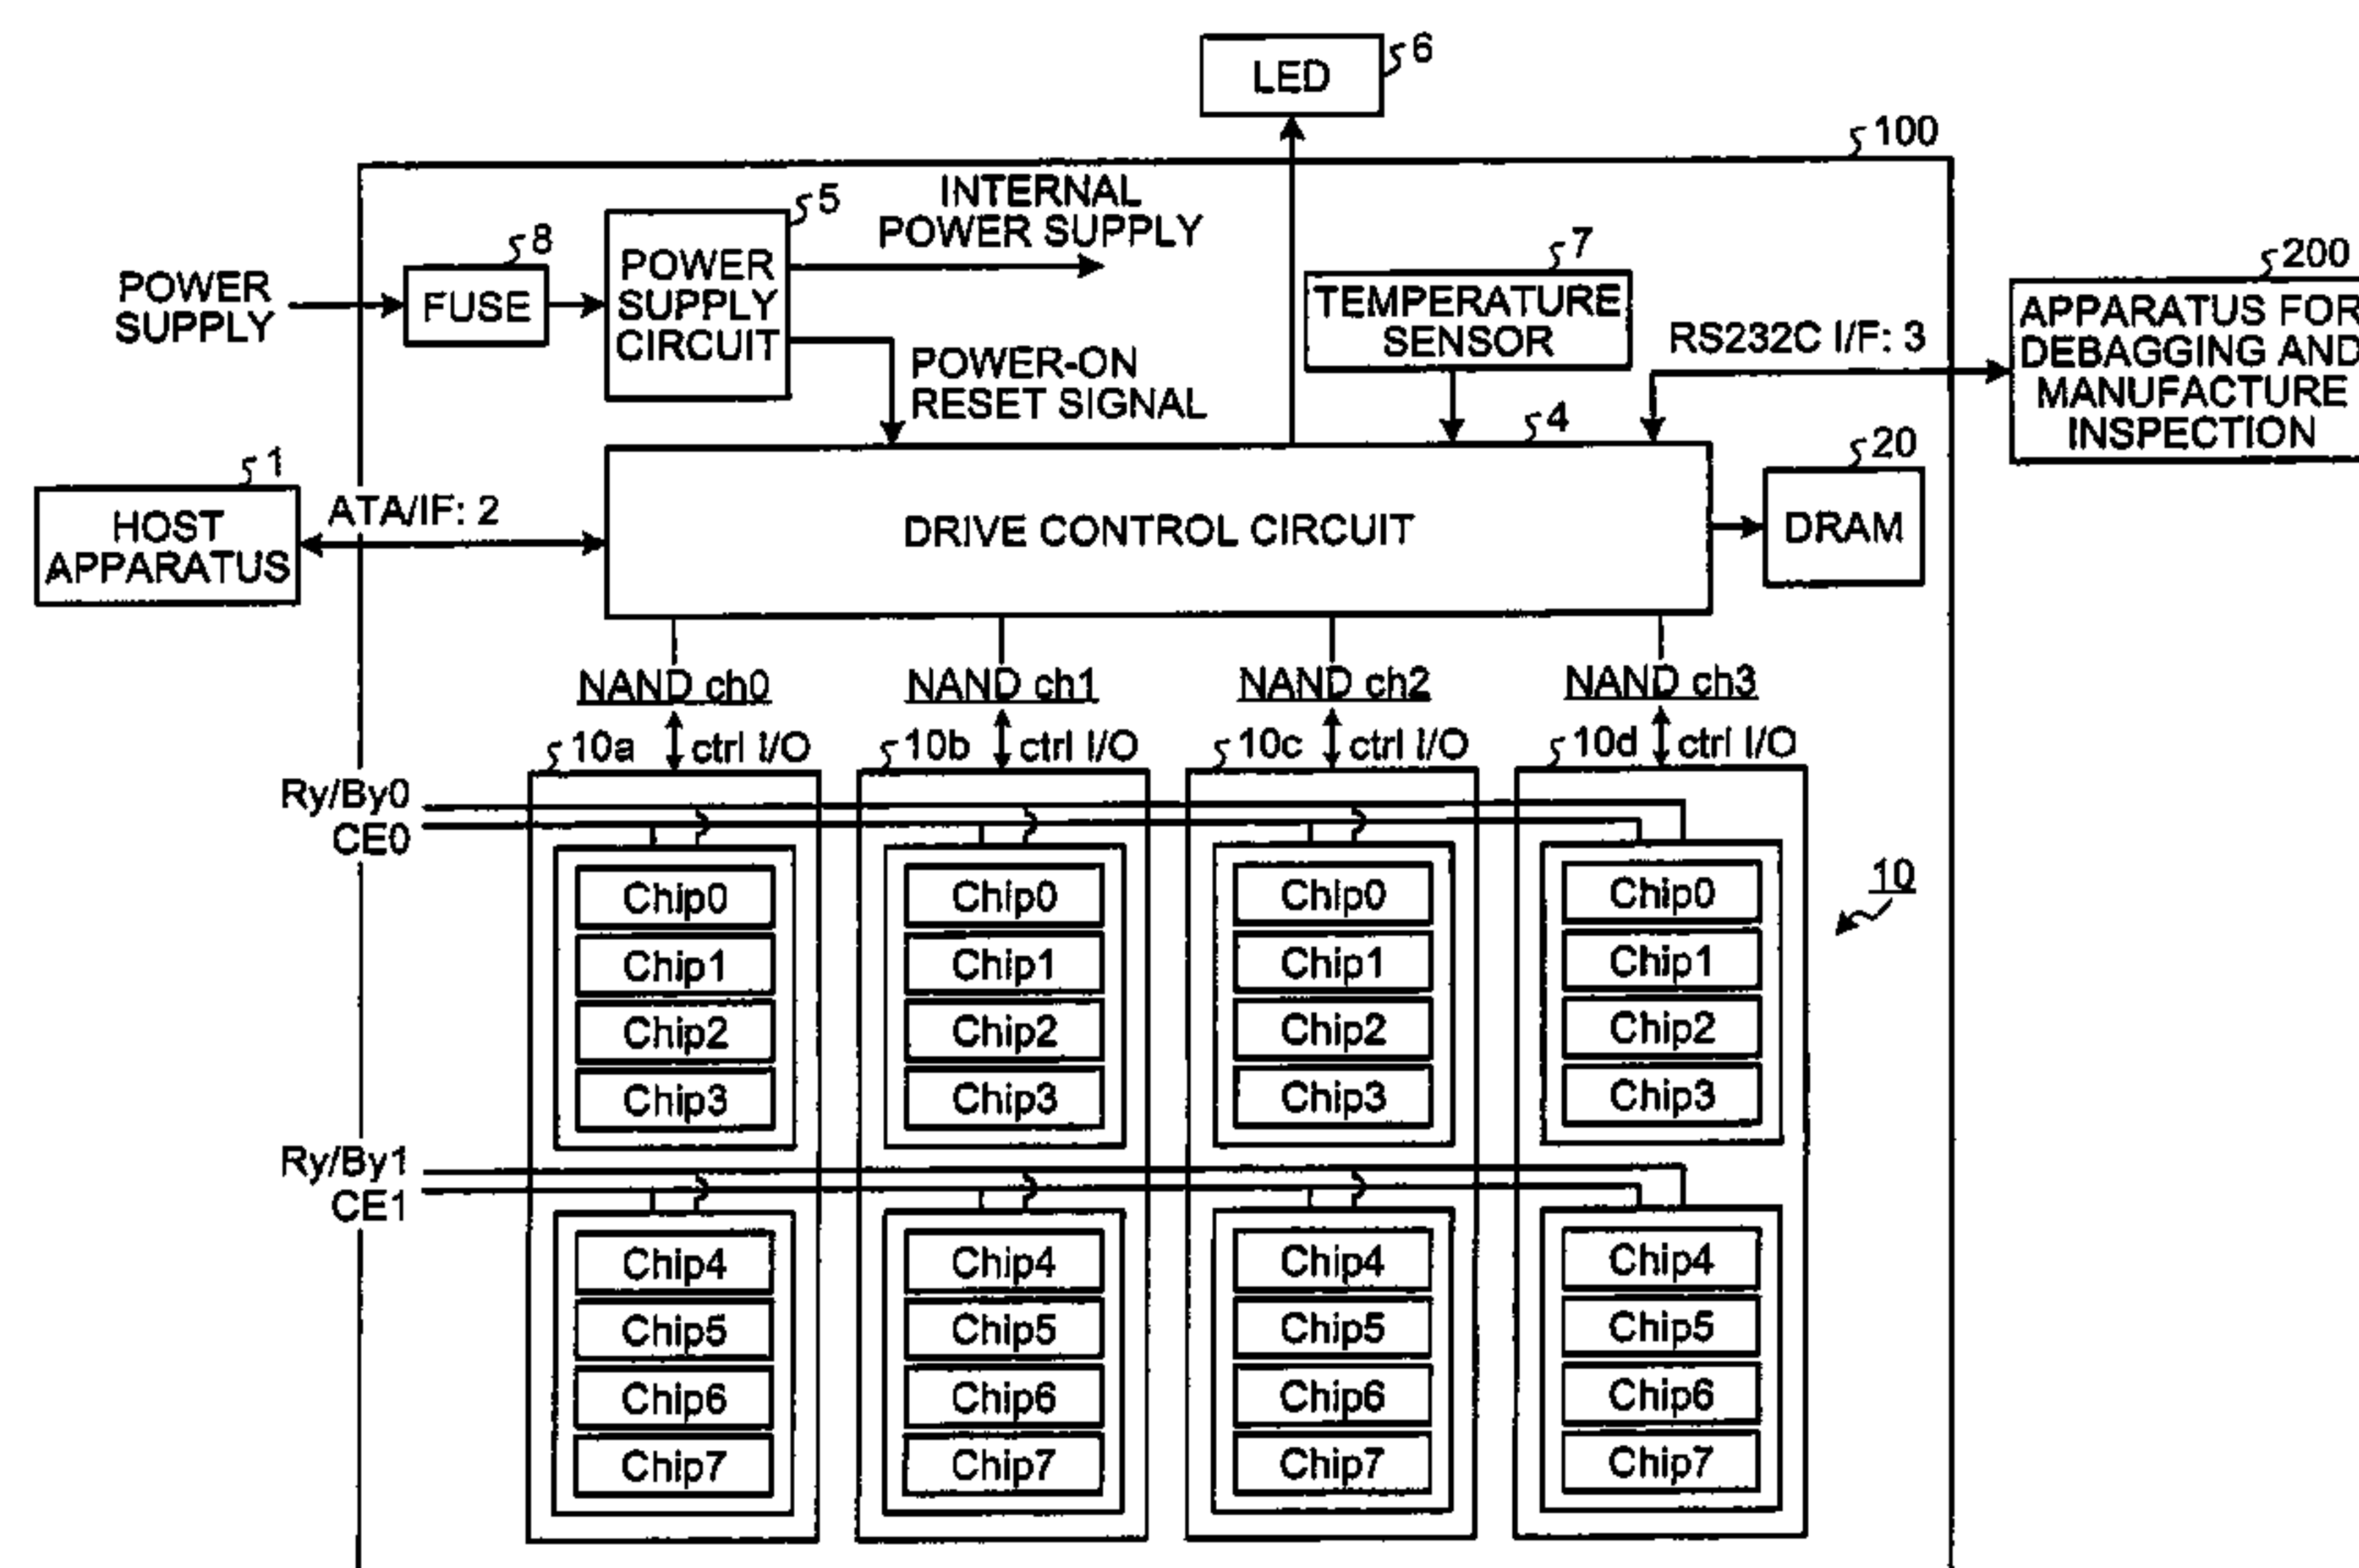 LED
6
100
INTERNAL
POWER SUPPLY
5
8
7
200
POWER
SUPPLY
FUSE
POWER
SUPPLY
CIRCUIT
TEMPERATURE
SENSOR
RS232C I/F: 3
APPARATUS FOR
DEBAGGING AND
MANUFACTURE
INSPECTION
POWER-ON
RESET SIGNAL
4
20
1
HOST
APPARATUS
ATA/IF: 2
DRIVE CONTROL CIRCUIT
DRAM
NAND ch0
NAND ch1
NAND ch2
NAND ch3
10a
ctrl I/O
10b
ctrl I/O
10c
ctrl I/O
10d
ctrl I/O
Ry/By0
CE0
10
Chip0
Chip0
Chip0
Chip0
Chip1
Chip1
Chip1
Chip1
Chip2
Chip2
Chip2
Chip2
Chip3
Chip3
Chip3
Chip3
Ry/By1
CE1
Chip4
Chip4
Chip4
Chip4
Chip5
Chip5
Chip5
Chip5
Chip6
Chip6
Chip6
Chip6
Chip7
Chip7
Chip7
Chip7